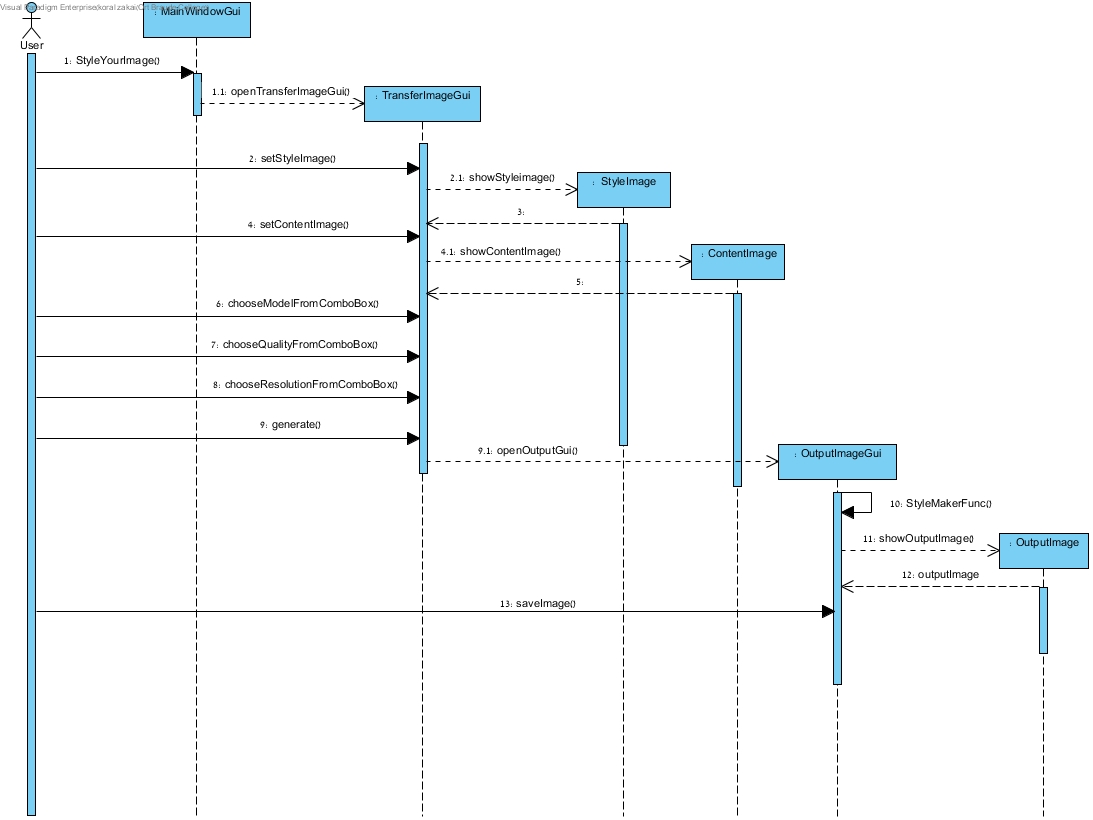 Visual Paradigm Enterprise(koral zakai(Ort Braude College))
: MainWindowGui
User
1: StyleYourImage()
1.1: openTransferImageGui()
: TransferImageGui
2: setStyleImage()
2.1: showStyleimage()
: StyleImage
3:
4: setContentImage()
4.1: showContentImage()
: ContentImage
5:
6: chooseModelFromComboBox()
7: chooseQualityFromComboBox()
8: chooseResolutionFromComboBox()
9: generate()
9.1: openOutputGui()
: OutputImageGui
10: StyleMakerFunc()
11: showOutputImage()
: OutputImage
12: outputImage
13: saveImage()